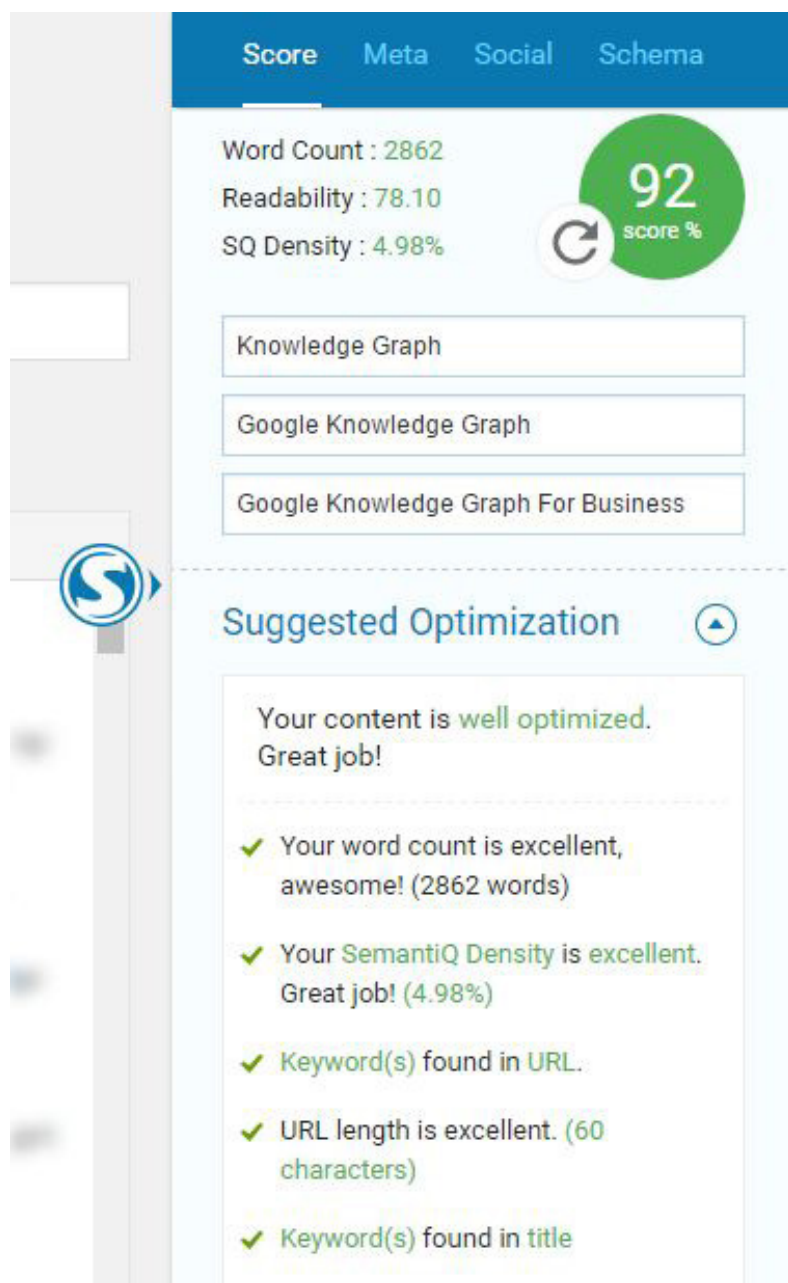 Score Meta Social Schema
Word Count : 2862
Readability : 78.10
SQ Density : 4.98%
92
score %
Knowledge Graph
Google Knowledge Graph
Google Knowledge Graph For Business
Suggested Optimization
Your content is well optimized.
Great job!
Your word count is excellent,
awesome! (2862 words)
Your SemantiQ Density is excellent.
Great job! (4.98%)
Keyword(s) found in URL.
URL length is excellent. (60
characters)
Keyword(s) found in title